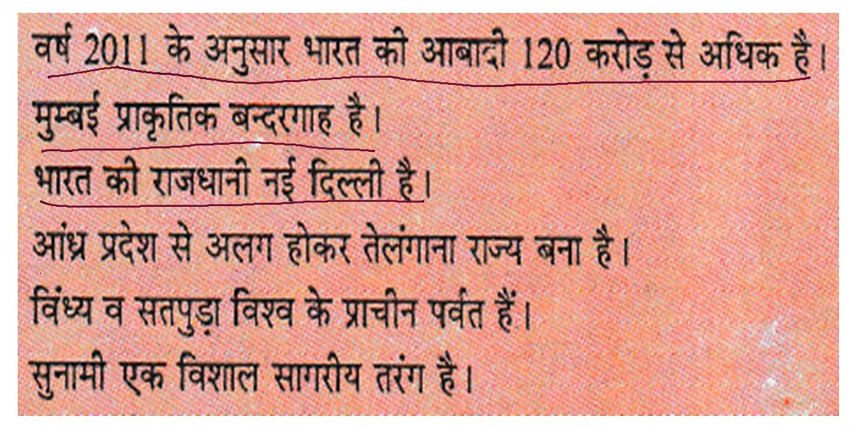 वर्ष 2011 के अनुसार भारत की आबादी 120 करोड़ से अधिक है।
मुम्बई प्राकृतिक बन्दरगाह है।
भारत की राजधानी नई दिल्ली है।
आंध्र प्रदेश से अलग होकर तेलंगाना राज्य बना है।
विंध्य व सतपुड़ा विश्व के प्राचीन पर्वत हैं।
सुनामी एक विशाल सागरीय तरंग है।